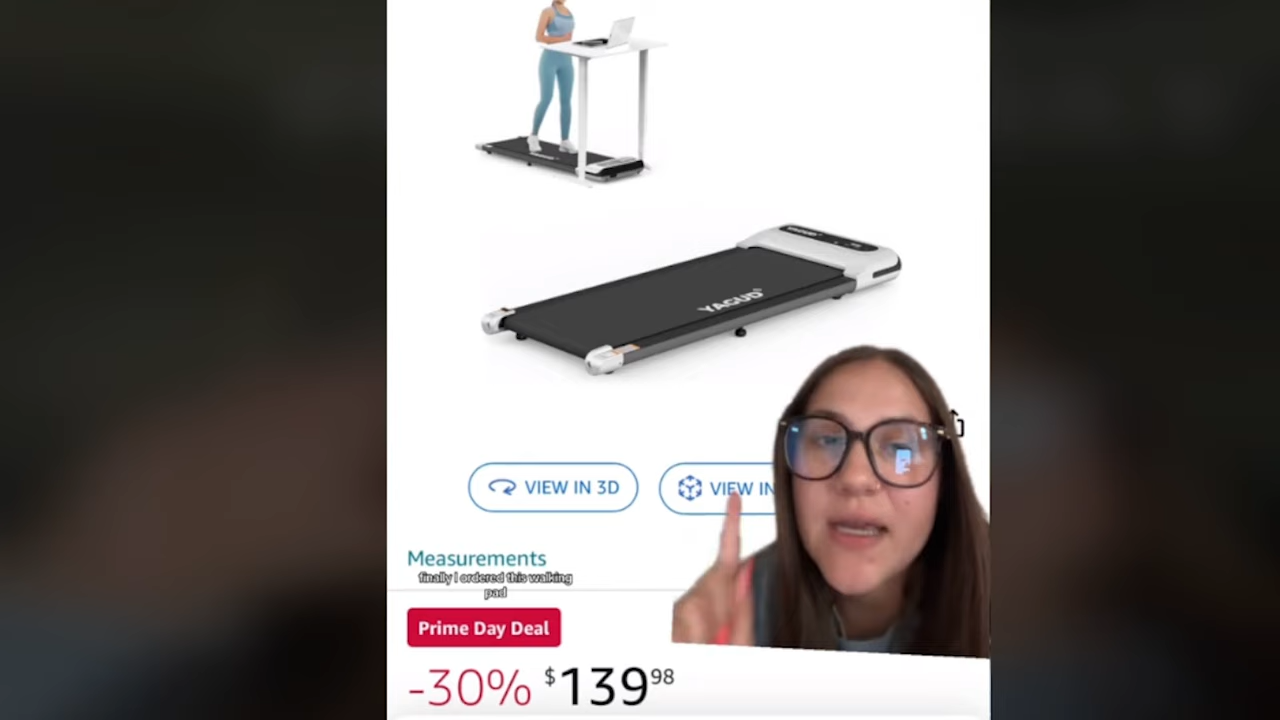 YAGUD
VIEW IN 3D
VIEW IN
Measurements
finally I ordered this walking
pad
Prime Day Deal
-30% $139 98